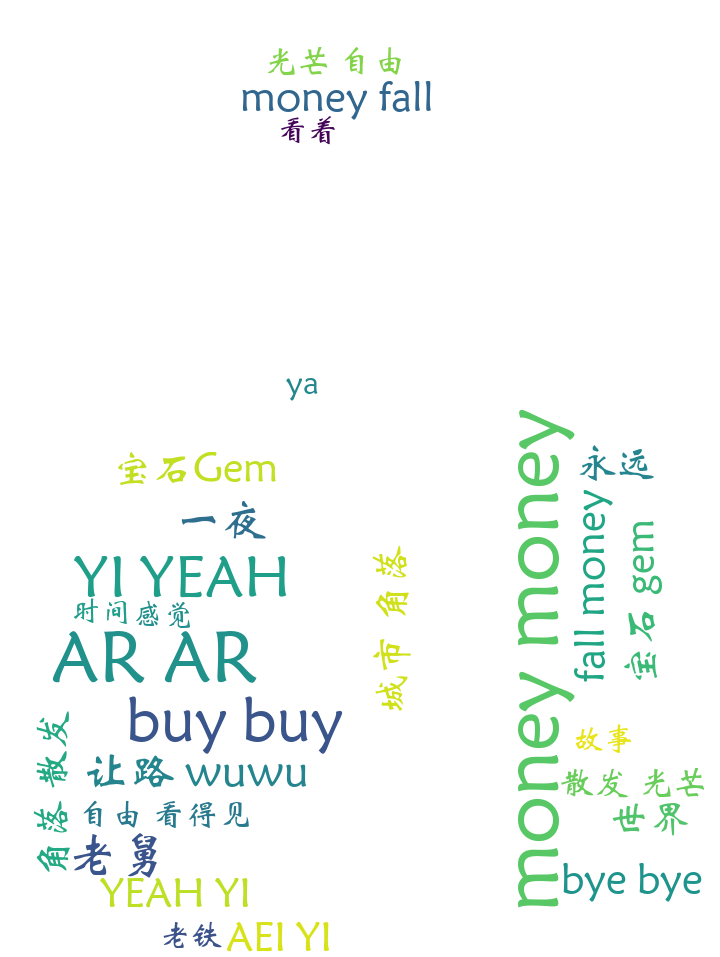 光芒 自由
money fall
看着
ya
money money
永远
宝石Gem
fall money
一夜
宝石 gem
城市 角落
YI YEAH
时间感觉
AR AR
buy buy
角落 散发
故事
让路
wuwu
散发 光芒
自由 看得见
世界
老舅
bye bye
YEAH YI
老铁
AEI YI